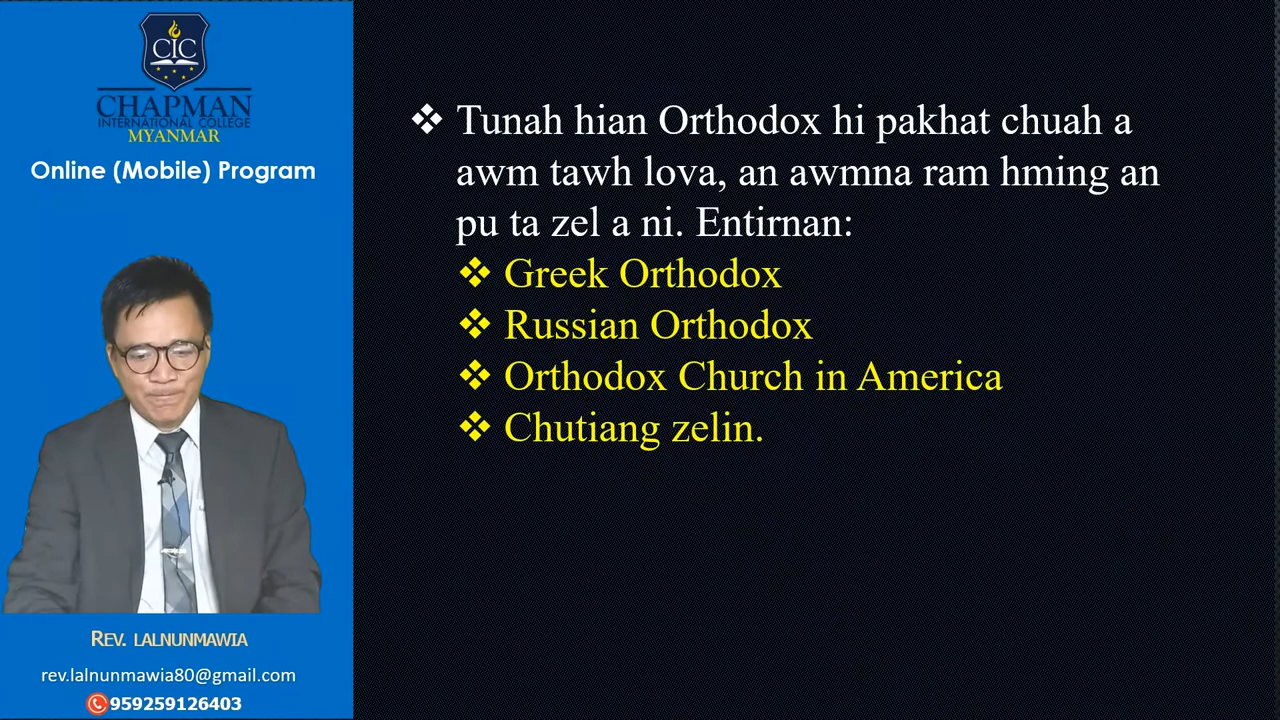 CIC
CHAPMAN
INTERNATIONAL COLLEGE
MYANMAR
Online (Mobile) Program
REV. LALNUNMAWIA
rev.lalnunmawia80@gmail.com
959259126403
❖ Tunah hian Orthodox hi pakhat chuah a
awm tawh lova, an awmna ram hming an
pu ta zel a ni. Entirnan:
❖ Greek Orthodox
❖ Russian Orthodox
❖ Orthodox Church in America
❖ Chutiang zelin.